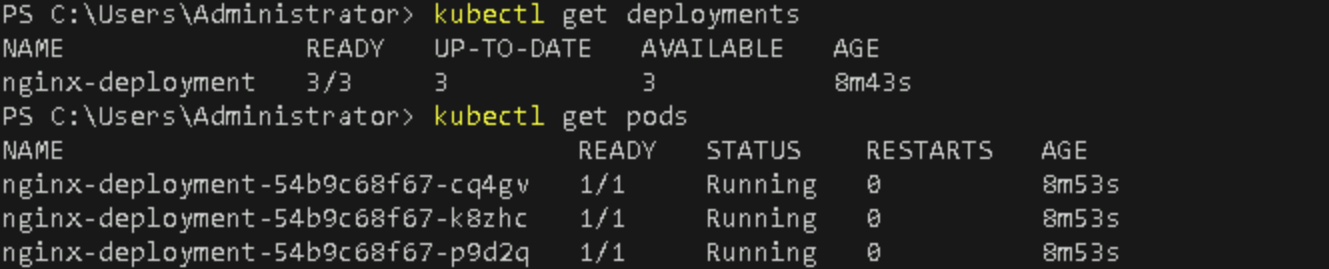 PS C:\Users\Administrator> kubectl get deployments
NAME READY UP-TO-DATE AVAILABLE AGE
nginx-deployment 3/3 3 3 8m43s
PS C:\Users\Administrator> kubectl get pods
NAME READY STATUS RESTARTS AGE
nginx-deployment-54b9c68f67-cq4gv 1/1 Running 0 8m53s
nginx-deployment-54b9c68f67-k8zhc 1/1 Running 0 8m53s
nginx-deployment-54b9c68f67-p9d2q 1/1 Running 0 8m53s